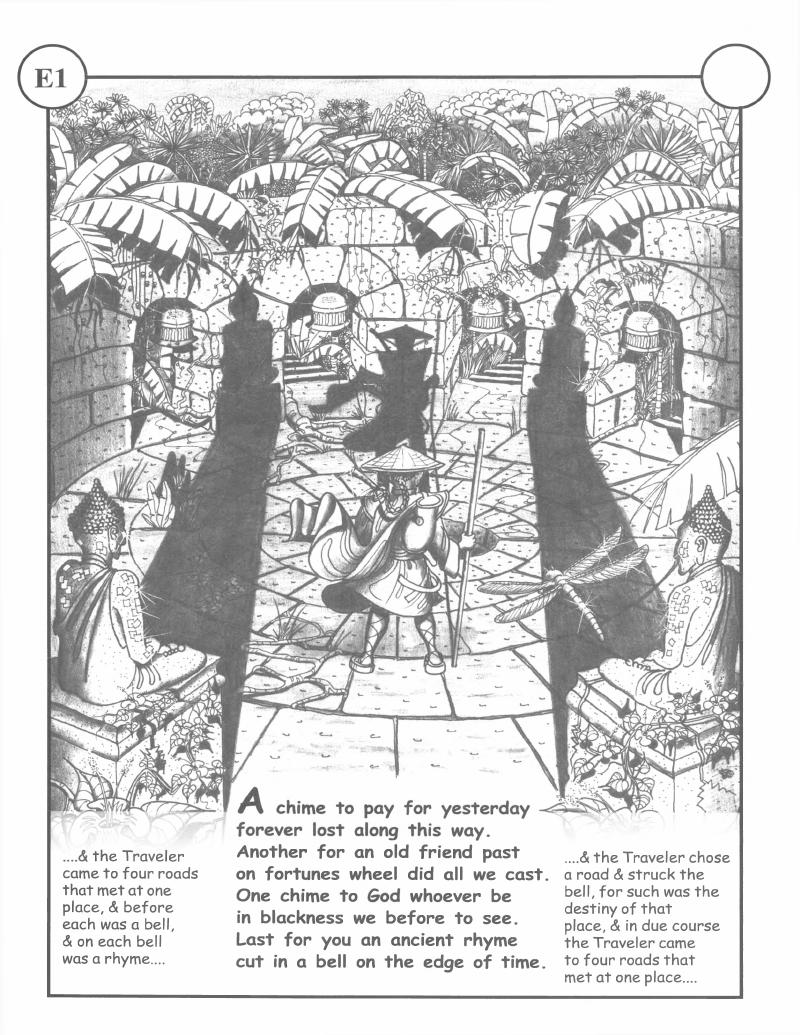 E1
A chime to pay for yesterday
forever lost along this way.
Another for an old friend past
on fortunes wheel did all we cast.
One chime to God whoever be
in blackness we before to see.
Last for you an ancient rhyme
cut in a bell on the edge of time.
....& the Traveler
came to four roads
that met at one
place, & before
each was a bell,
& on each bell
was a rhyme....
....& the Traveler chose
a road & struck the
bell, for such was the
destiny of that
place, & in due course
the Traveler came
to four roads that
met at one place....